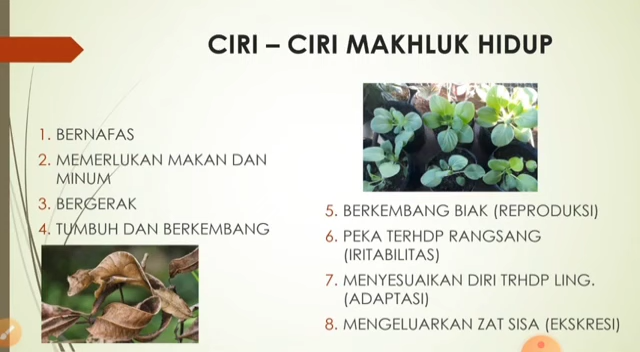 CIRI – CIRI MAKHLUK HIDUP
1. BERNAFAS
2. MEMERLUKAN MAKAN DAN
MINUM
3. BERGERAK
4. TUMBUH DAN BERKEMBANG
5. BERKEMBANG BIAK (REPRODUKSI)
6. PEKA TERHDP RANGSANG
(IRITABILITAS)
7. MENYESUAIKAN DIRI TRHDP LING.
(ADAPTASI)
8. MENGELUARKAN ZAT SISA (EKSKRESI)